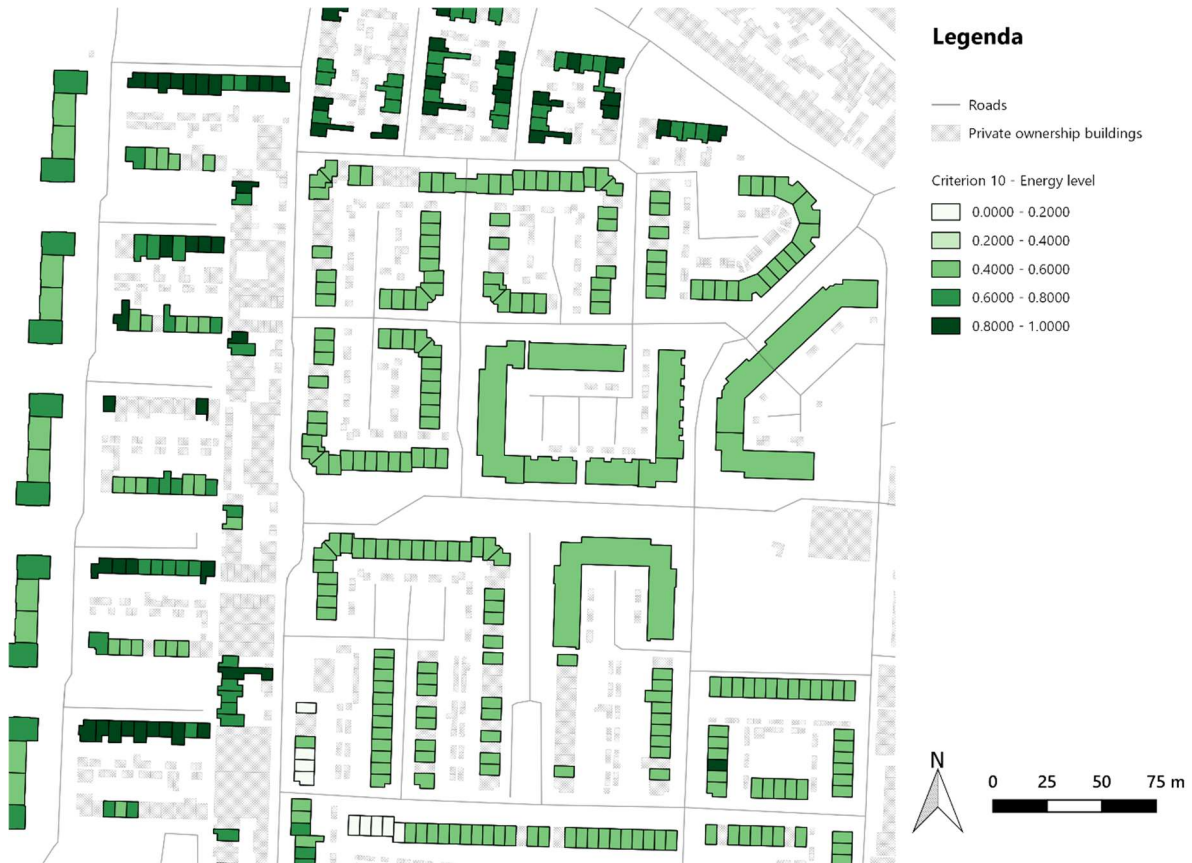 Legenda
Roads
Private ownership buildings
Criterion 10 - Energy level
0.0000 - 0.2000
0.2000 - 0.4000
0.4000 - 0.6000
0.6000 - 0.8000
0.8000 - 1.0000
N
0 25 50 75 m